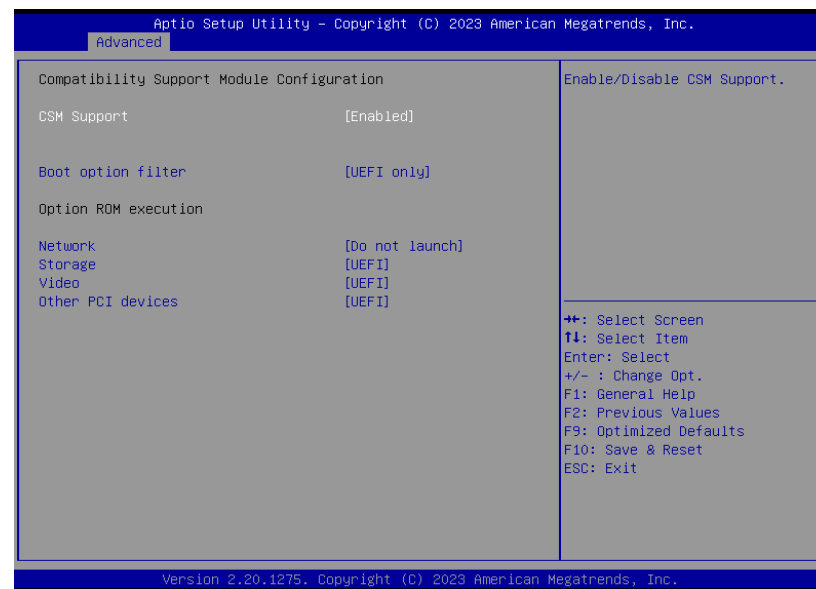 Aptio Setup Utility – Copyright (C) 2023 American Megatrends, Inc.
Advanced
Compatibility Support Module Configuration
CSM Support [Enabled]
Boot option filter [UEFI only]
Option ROM execution
Network [Do not launch]
Storage [UEFI]
Video [UEFI]
Other PCI devices [UEFI]
Enable/Disable CSM Support.
→←: Select Screen
↑↓: Select Item
Enter: Select
+/– : Change Opt.
F1: General Help
F2: Previous Values
F9: Optimized Defaults
F10: Save & Reset
ESC: Exit
Version 2.20.1275. Copyright (C) 2023 American Megatrends, Inc.